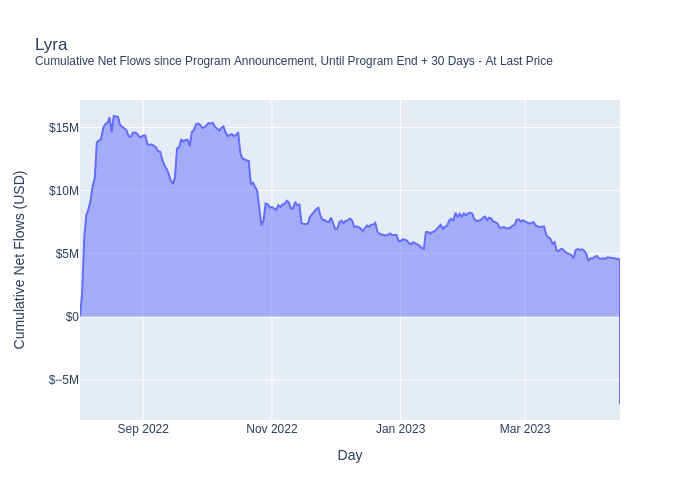 Lyra
Cumulative Net Flows since Program Announcement, Until Program End + 30 Days - At Last Price
Cumulative Net Flows (USD)
$15M
$10M
$5M
$0
$−5M
Sep 2022
Nov 2022
Jan 2023
Mar 2023
Day